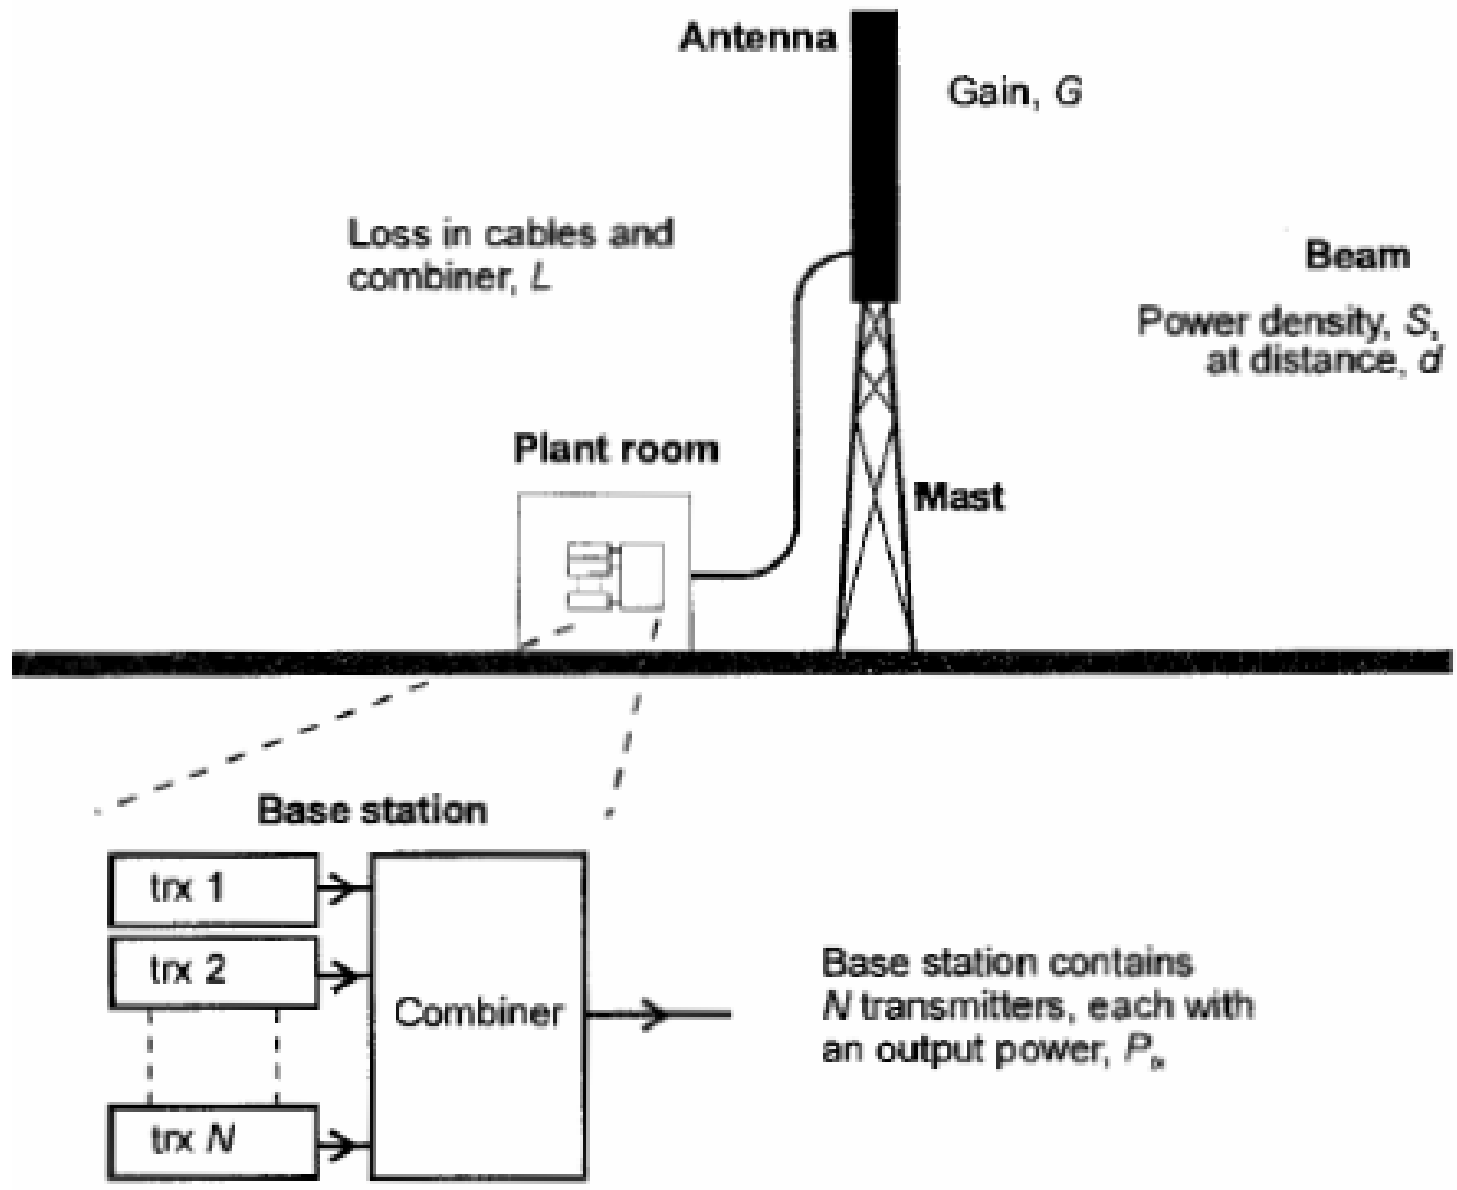 Antenna
Gain, G
Loss in cables and
combiner, L
Beam
Power density, S,
at distance, d
Plant room
Mast
Base station
trx 1
trx 2
trx N
Combiner
Base station contains
N transmitters, each with
an output power, P